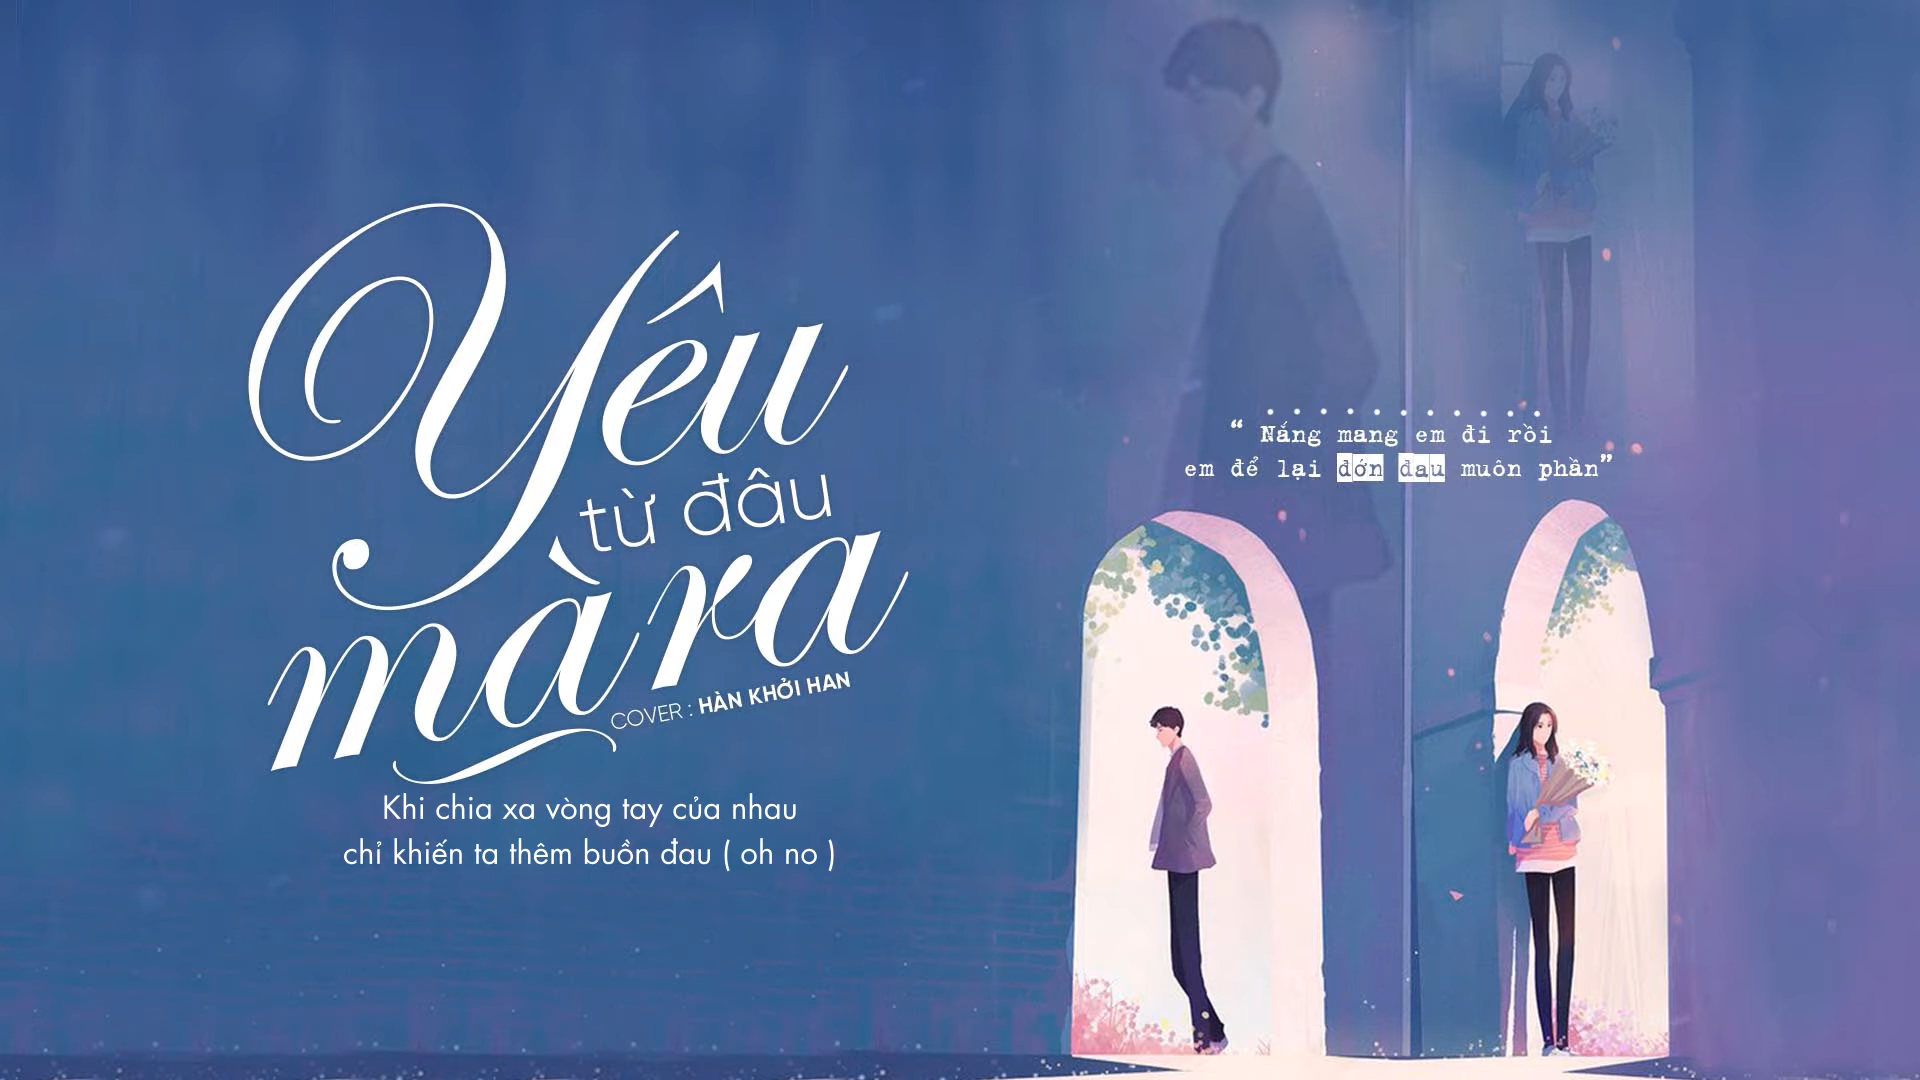 Yêu
từ đâu
mà ra
COVER : HÀN KHỞI HAN
Khi chia xa vòng tay của nhau
chỉ khiến ta thêm buồn đau ( oh no )
“ Nắng mang em đi rồi
em để lại đớn đau muôn phần”